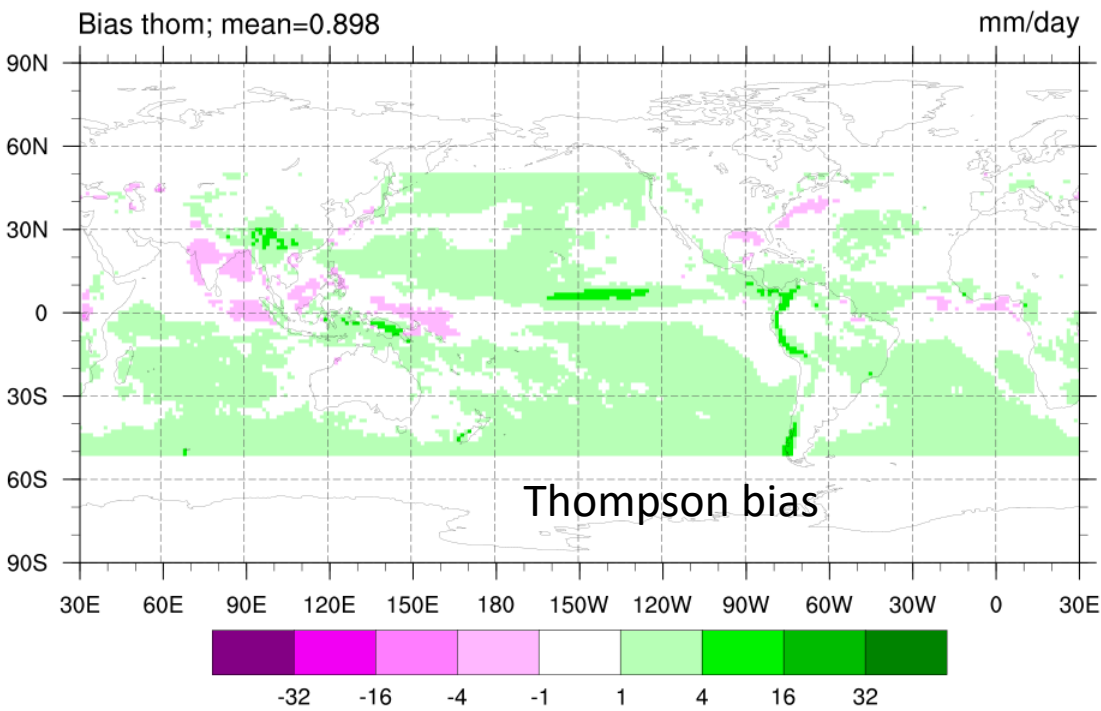 Bias thom; mean=0.898 mm/day
90N
60N
30N
0
30S
60S
Thompson bias
90S
30E 60E 90E 120E 150E 180 150W 120W 90W 60W 30W 0 30E
-32 -16 -4 -1 1 4 16 32